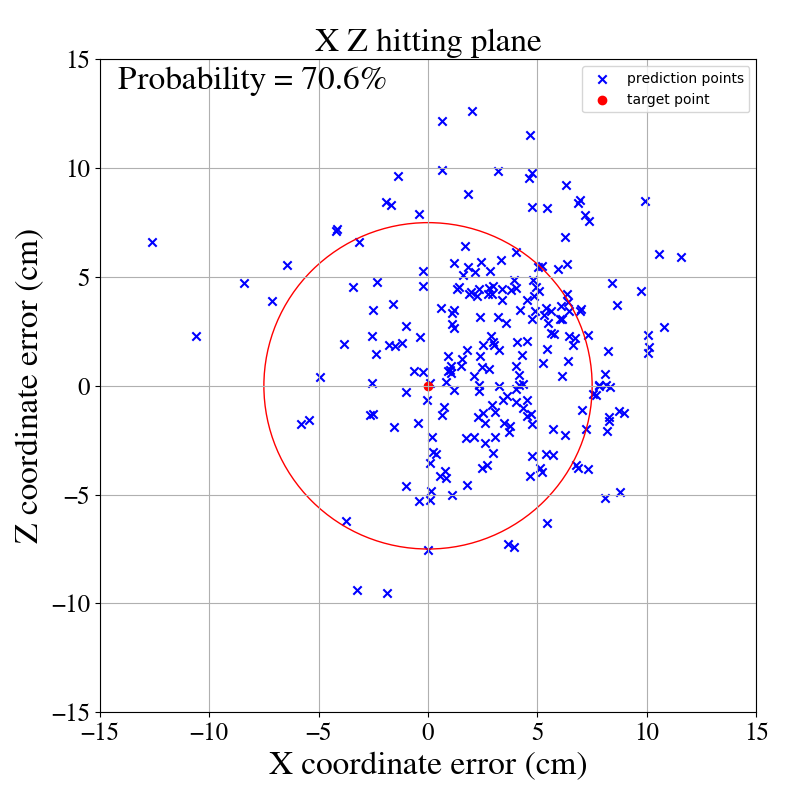 X Z hitting plane
Probability = 70.6%
prediction points
target point
Z coordinate error (cm)
15
10
5
0
−5
−10
−15
−15 −10 −5 0 5 10 15
X coordinate error (cm)